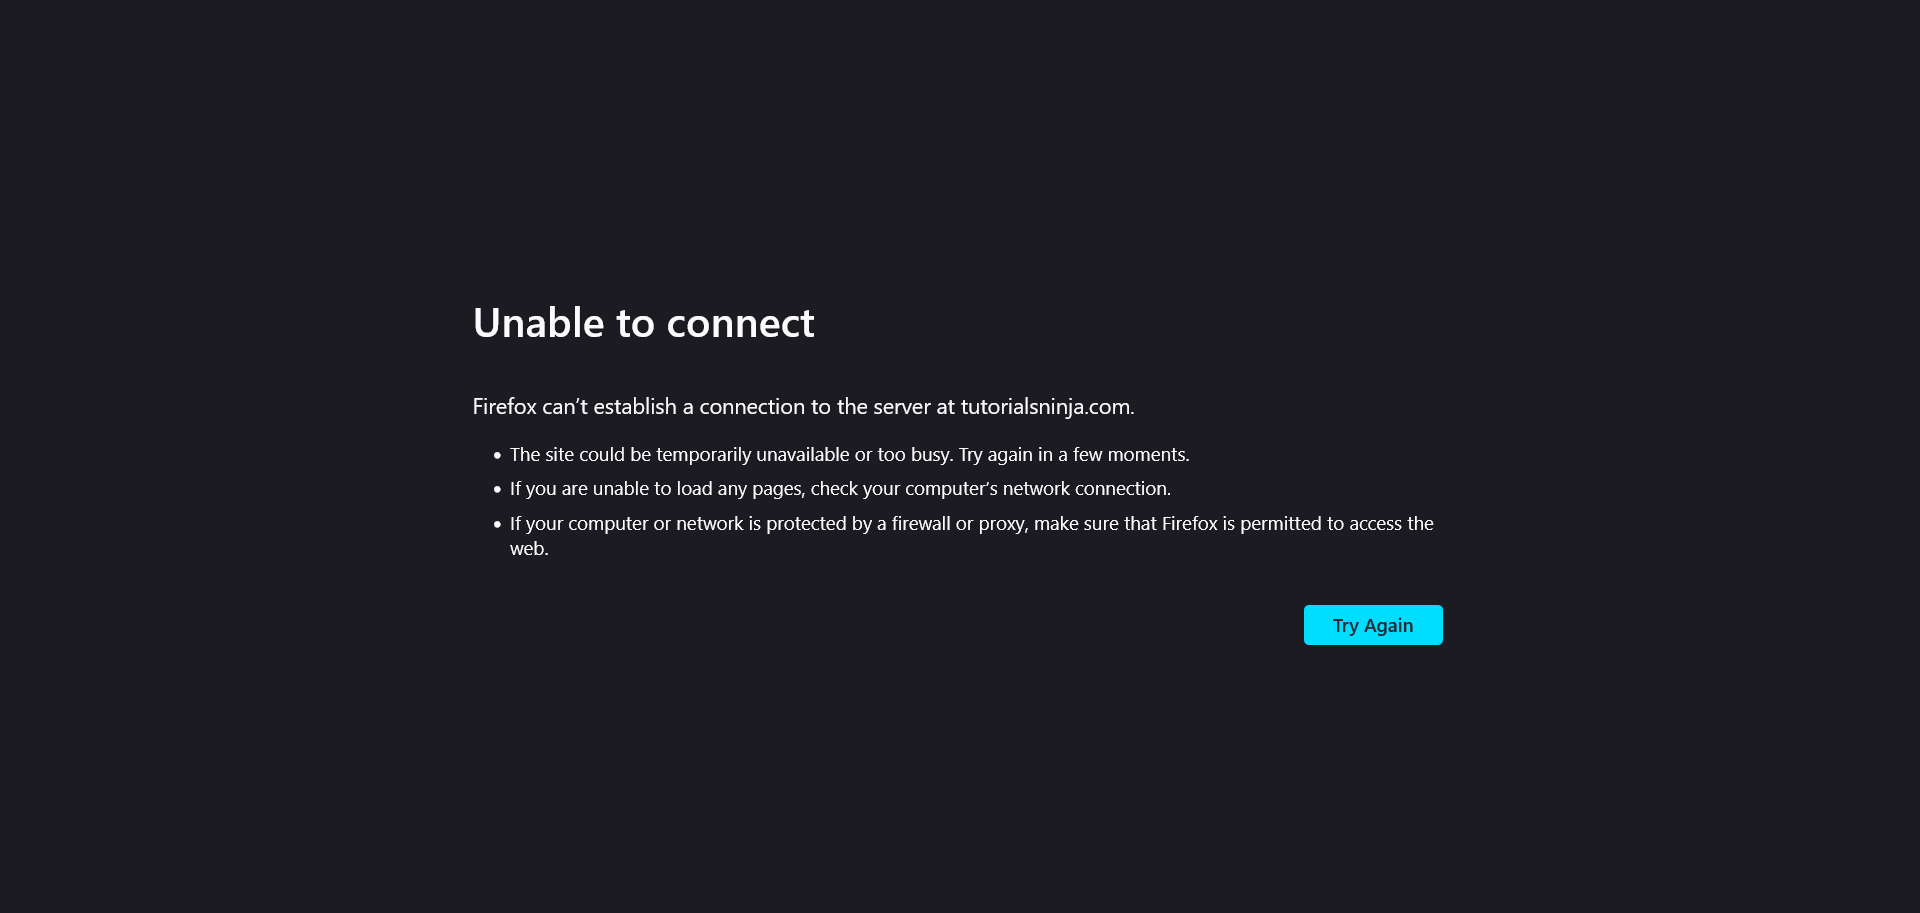 Unable to connect
Firefox can’t establish a connection to the server at tutorialsninja.com.
• The site could be temporarily unavailable or too busy. Try again in a few moments.
• If you are unable to load any pages, check your computer’s network connection.
• If your computer or network is protected by a firewall or proxy, make sure that Firefox is permitted to access the
web.
Try Again